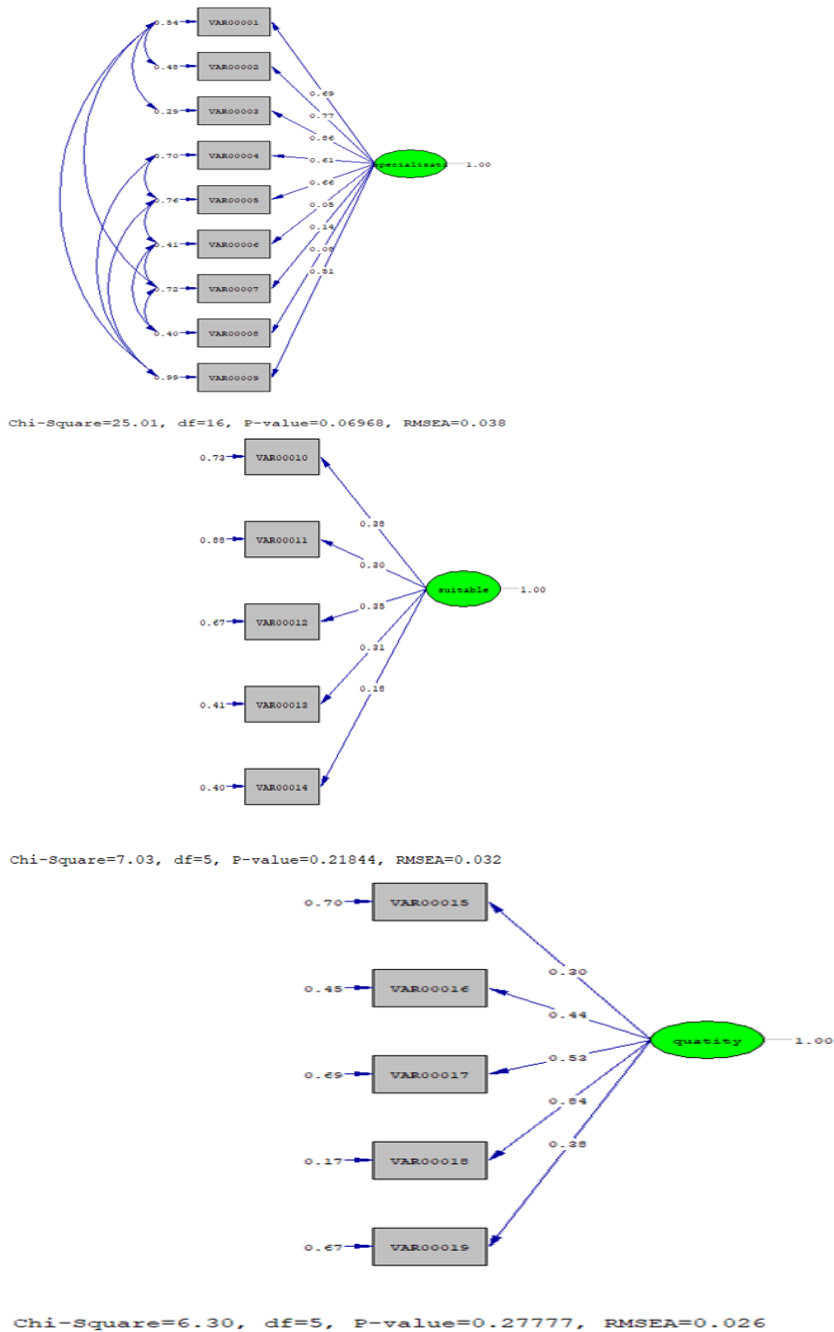 0.54 VAR00001
0.48 VAR00002
0.29 VAR00003
0.70 VAR00004
0.76 VAR00005
0.41 VAR00006
0.72 VAR00007
0.40 VAR00008
0.99 VAR00009
0.69
0.77
0.86
0.61
0.66
0.05
0.14
0.08
0.51
pecialisat 1.00
Chi-Square=25.01, df=16, P-value=0.06968, RMSEA=0.038
0.73 VAR00010
0.88 VAR00011
0.67 VAR00012
0.41 VAR00013
0.40 VAR00014
0.38
0.30
0.35
0.31
0.18
suitable 1.00
Chi-Square=7.03, df=5, P-value=0.21844, RMSEA=0.032
0.70 VAR00015
0.45 VAR00016
0.69 VAR00017
0.17 VAR00018
0.67 VAR00019
0.30
0.44
0.53
0.84
0.38
quatity 1.00
Chi-Square=6.30, df=5, P-value=0.27777, RMSEA=0.026